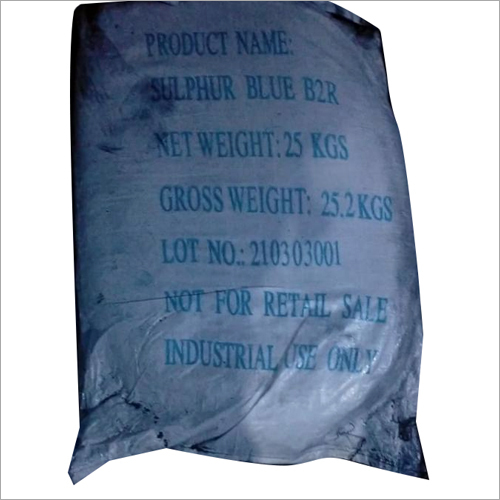 PRODUCT NAME:
SULPHUR BLUE B2R
NET WEIGHT: 25 KGS
GROSS WEIGHT: 25.2 KGS
LOT NO.: 210303001
NOT FOR RETAIL SALE
INDUSTRIAL USE ONLY